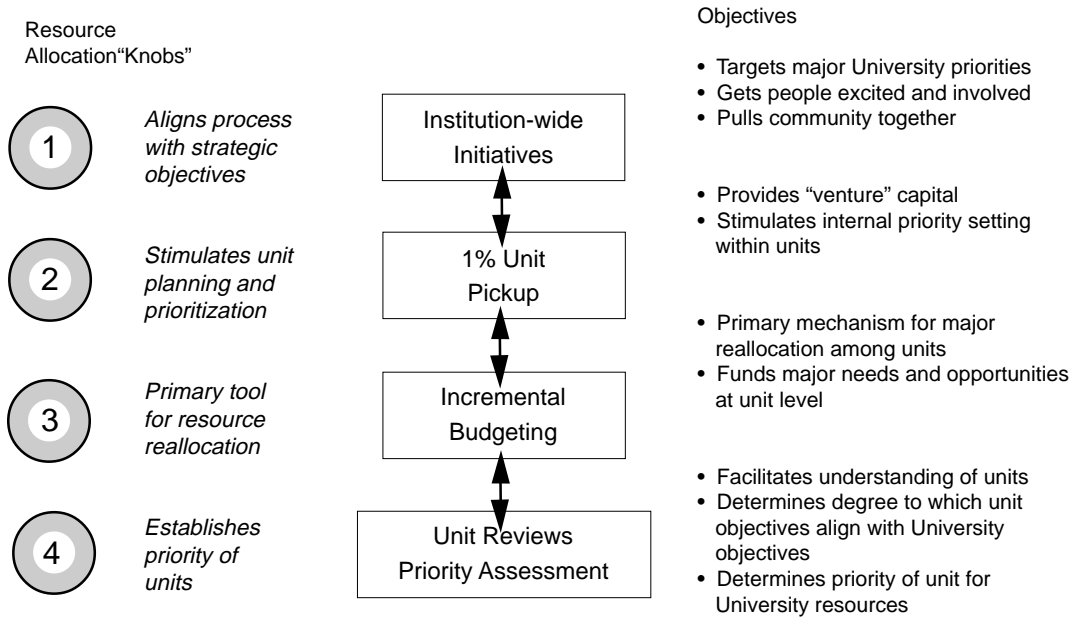 Resource
Allocation“Knobs”
Objectives
1
Aligns process
with strategic
objectives
Institution-wide
Initiatives
• Targets major University priorities
• Gets people excited and involved
• Pulls community together
2
Stimulates unit
planning and
prioritization
1% Unit
Pickup
• Provides “venture” capital
• Stimulates internal priority setting
within units
3
Primary tool
for resource
reallocation
Incremental
Budgeting
• Primary mechanism for major
reallocation among units
• Funds major needs and opportunities
at unit level
4
Establishes
priority of
units
Unit Reviews
Priority Assessment
• Facilitates understanding of units
• Determines degree to which unit
objectives align with University
objectives
• Determines priority of unit for
University resources